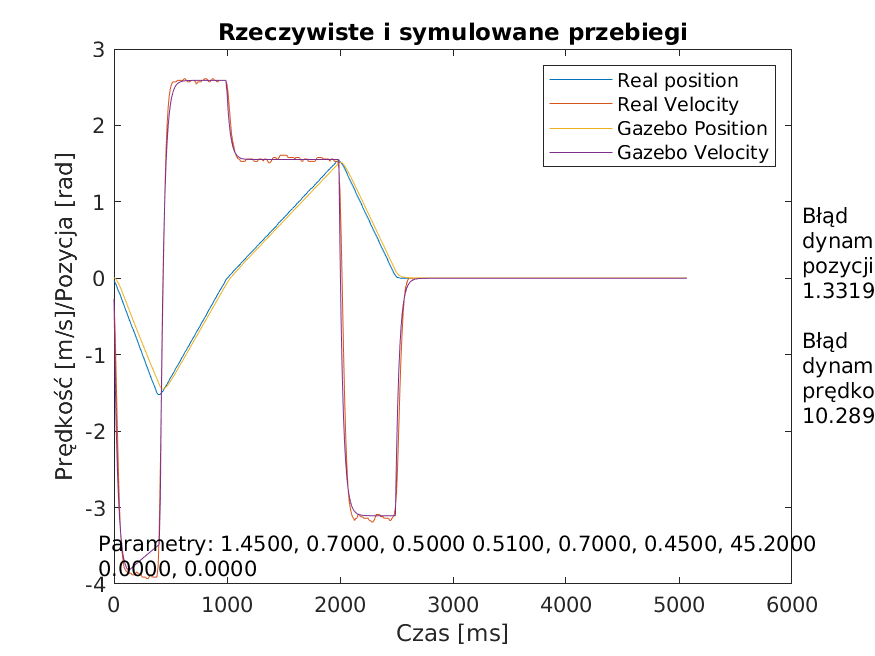 Rzeczywiste i symulowane przebiegi
3
2
1
0
-1
-2
-3
-4
Prędkość [m/s]/Pozycja [rad]
Real position
Real Velocity
Gazebo Position
Gazebo Velocity
Błąd
dynam
pozycji
1.3319
Błąd
dynam
prędko
10.289
Parametry: 1.4500, 0.7000, 0.5000 0.5100, 0.7000, 0.4500, 45.2000
0.0000, 0.0000
0 1000 2000 3000 4000 5000 6000
Czas [ms]